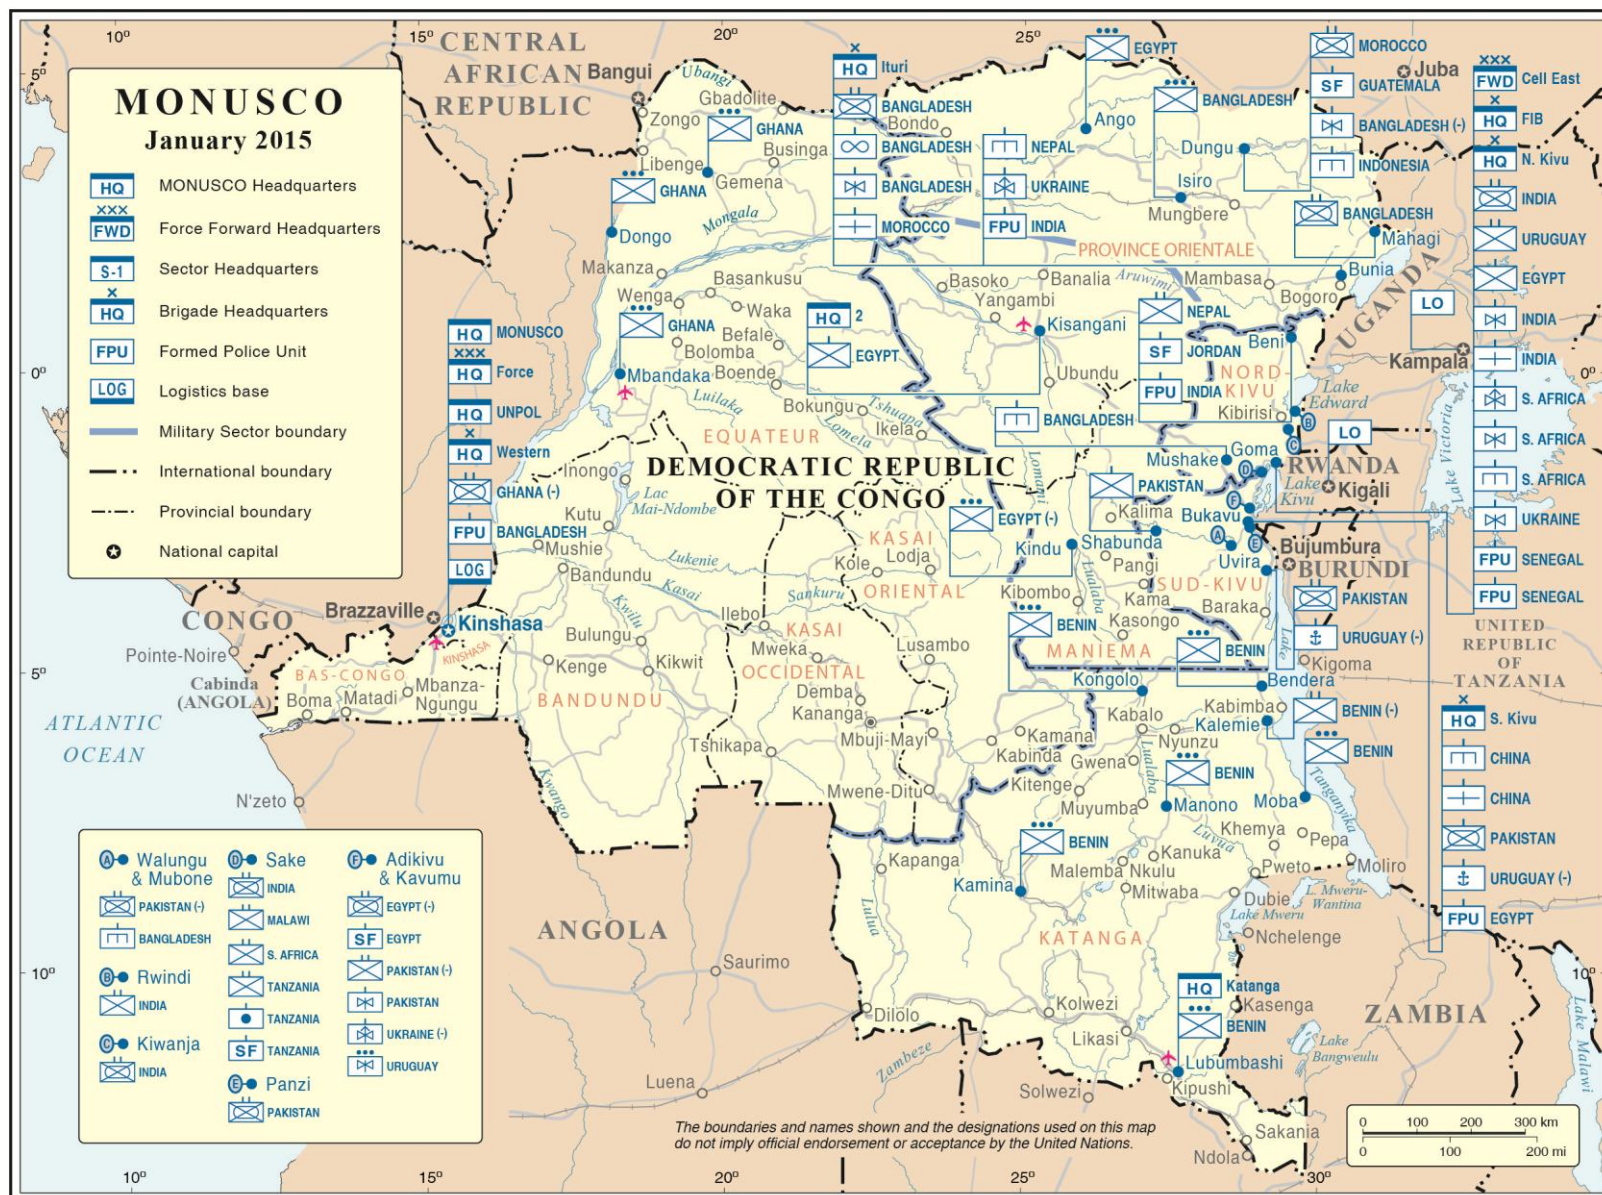 10°
15°
20°
25°
30°
5°
MONUSCO
January 2015
HQ MONUSCO Headquarters
FWD Force Forward Headquarters
S-1 Sector Headquarters
HQ Brigade Headquarters
FPU Formed Police Unit
LOG Logistics base
Military Sector boundary
International boundary
Provincial boundary
National capital
CENTRAL
AFRICAN
REPUBLIC
Bangui
Ubangi
Zongo
Gbadolite
GHANA
Libenge
Businga
Gemena
GHANA
Mongala
Dongo
Makanza
Basankusu
Wenga
Waka
GHANA
Befale
Bolomba
Boende
Mbandaka
Luilaka
Bokungu
Tshuapa
Lomela
Ikela
EQUATEUR
HQ Ituri
BANGLADESH
BANGLADESH
BANGLADESH
MOROCCO
Bondo
NEPAL
UKRAINE
FPU INDIA
EGYPT
Ango
BANGLADESH
Dungu
Isiro
Mungbere
MOROCCO
SF GUATEMALA
BANGLADESH (-)
INDONESIA
BANGLADESH
Juba
Mahagi
PROVINCE ORIENTALE
Bunia
Basoko
Banalia
Aruwimi
Mambasa
Bogoro
Yangambi
Kisangani
UGANDA
LO
Kampala
HQ 2
EGYPT
Ubundu
NEPAL
SF JORDAN
FPU INDIA
Beni
NORD-
KIVU
Lake
Edward
Kibirisi
B
C
LO
BANGLADESH
Lake Victoria
FWD Cell East
HQ FIB
HQ N. Kivu
INDIA
URUGUAY
EGYPT
INDIA
INDIA
S. AFRICA
S. AFRICA
S. AFRICA
UKRAINE
FPU SENEGAL
FPU SENEGAL
0°
0°
HQ MONUSCO
HQ Force
HQ UNPOL
HQ Western
GHANA (-)
FPU BANGLADESH
LOG
DEMOCRATIC REPUBLIC
OF THE CONGO
Inongo
Lac
Mai-Ndombe
Kutu
Mushie
Bandundu
Lukenie
Kasai
Kwilu
KASAI
ORIENTAL
Lodja
Kole
Sankuru
Lomami
EGYPT (-)
Kindu
PAKISTAN
Kalima
Shabunda
Mushake
Goma
D
RWANDA
Lake
Kivu
Kigali
F
Bukavu
A
E
Uvira
Bujumbura
BURUNDI
SUD-KIVU
Pangi
Kama
Kibombo
Lualaba
Kasongo
Baraka
MANIEMA
BENIN
BENIN
PAKISTAN
URUGUAY (-)
Kigoma
Lake
Tanganyika
UNITED
REPUBLIC
OF
TANZANIA
CONGO
Brazzaville
Kinshasa
KINSHASA
Pointe-Noire
BAS-CONGO
Cabinda
(ANGOLA)
Boma
Matadi
Mbanza-
Ngungu
Bulungu
Kenge
Kikwit
BANDUNDU
Ilebo
KASAI
OCCIDENTAL
Mweka
Lusambo
Demba
Kananga
Mbuji-Mayi
Tshikapa
Mwene-Ditu
Kamana
Kabinda
Kongolo
Bendera
Kabimba
Kabalo
Kalemie
Nyunzu
Gwena
Lualaba
Kitenge
BENIN
Muyumba
Manono
BENIN (-)
BENIN
Moba
5°
ATLANTIC
OCEAN
N'zeto
Kwango
HQ S. Kivu
CHINA
CHINA
PAKISTAN
URUGUAY (-)
FPU EGYPT
BENIN
Kamina
Kapanga
Lulua
Luvua
Khemya
Pepa
Kanuka
Malemba Nkulu
Mitwaba
Pweto
Moliro
Dubie
Lake Mweru
L. Mweru-
Wantina
Nchelenge
KATANGA
ANGOLA
Saurimo
Dilolo
Kolwezi
Likasi
HQ Katanga
BENIN
Kasenga
Lubumbashi
Kipushi
ZAMBIA
Lake
Bangweulu
Lake Malawi
Luena
Zambeze
Solwezi
Sakania
Ndola
A Walungu
& Mubone
PAKISTAN (-)
BANGLADESH
B Rwindi
INDIA
C Kiwanja
INDIA
D Sake
INDIA
MALAWI
S. AFRICA
TANZANIA
TANZANIA
SF TANZANIA
E Panzi
PAKISTAN
F Adikivu
& Kavumu
EGYPT (-)
SF EGYPT
PAKISTAN (-)
PAKISTAN
UKRAINE (-)
URUGUAY
The boundaries and names shown and the designations used on this map
do not imply official endorsement or acceptance by the United Nations.
0 100 200 300 km
0 100 200 mi
10°
10°
10°
15°
20°
25°
30°